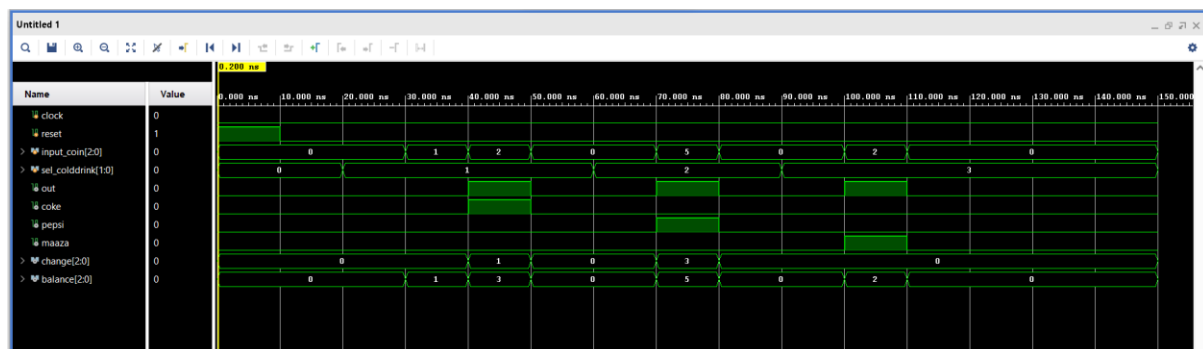 Untitled 1
0.200 ns
Name Value
0.000 ns 10.000 ns 20.000 ns 30.000 ns 40.000 ns 50.000 ns 60.000 ns 70.000 ns 80.000 ns 90.000 ns 100.000 ns 110.000 ns 120.000 ns 130.000 ns 140.000 ns 150.000
clock 0
reset 1
input_coin[2:0] 0 0 1 2 0 5 0 2 0
sel_colddrink[1:0] 0 0 1 2 3
out 0
coke 0
pepsi 0
maaza 0
change[2:0] 0 0 1 0 3 0
balance[2:0] 0 0 1 3 0 5 0 2 0